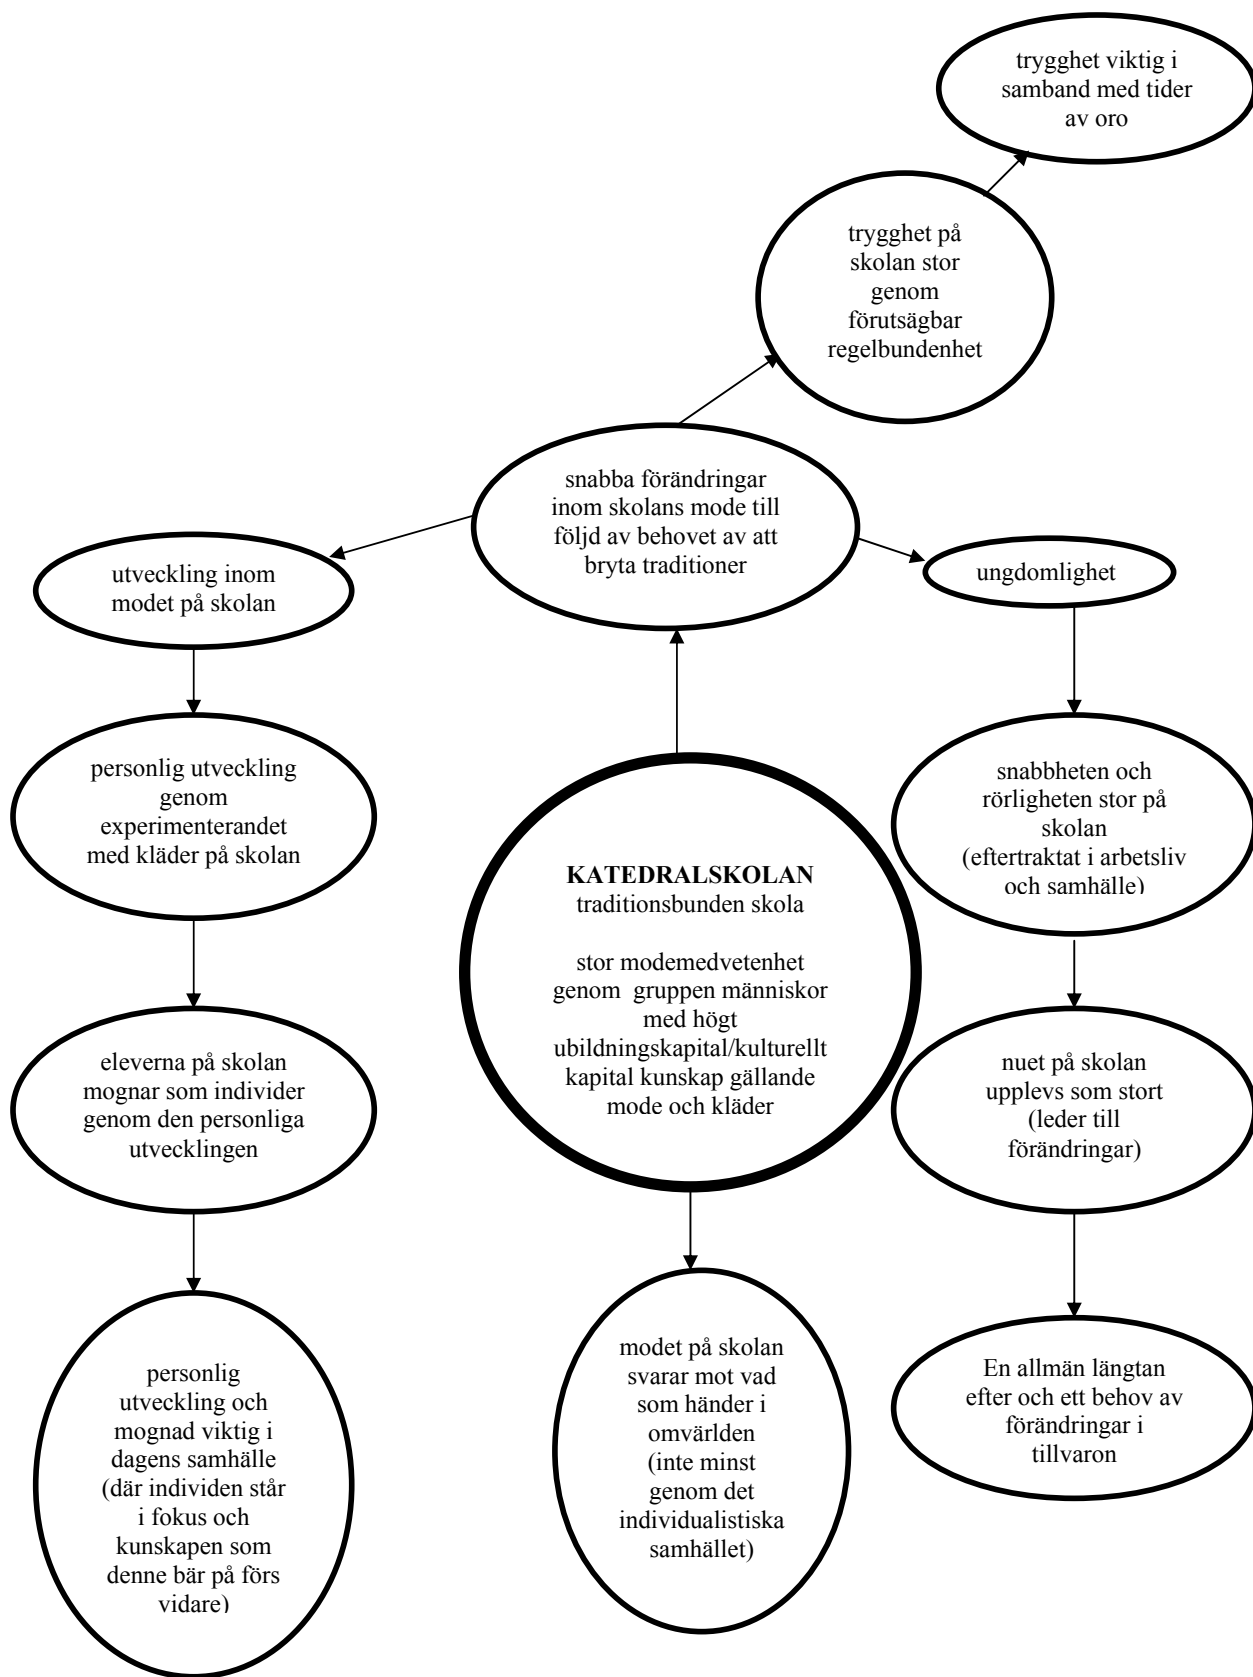 trygghet viktig i
samband med tider
av oro
trygghet på
skolan stor
genom
förutsägbar
regelbundenhet
snabba förändringar
inom skolans mode till
följd av behovet av att
bryta traditioner
utveckling inom
modet på skolan
ungdomlighet
personlig utveckling
genom
experimenterandet
med kläder på skolan
snabbheten och
rörligheten stor på
skolan
(eftertraktat i arbetsliv
och samhälle)
KATEDRALSKOLAN
traditionsbunden skola
stor modemedvetenhet
genom gruppen människor
med högt
ubildningskapital/kulturellt
kapital kunskap gällande
mode och kläder
eleverna på skolan
mognar som individer
genom den personliga
utvecklingen
nuet på skolan
upplevs som stort
(leder till
förändringar)
personlig
utveckling och
mognad viktig i
dagens samhälle
(där individen står
i fokus och
kunskapen som
denne bär på förs
vidare)
modet på skolan
svarar mot vad
som händer i
omvärlden
(inte minst
genom det
individualistiska
samhället)
En allmän längtan
efter och ett behov av
förändringar i
tillvaron